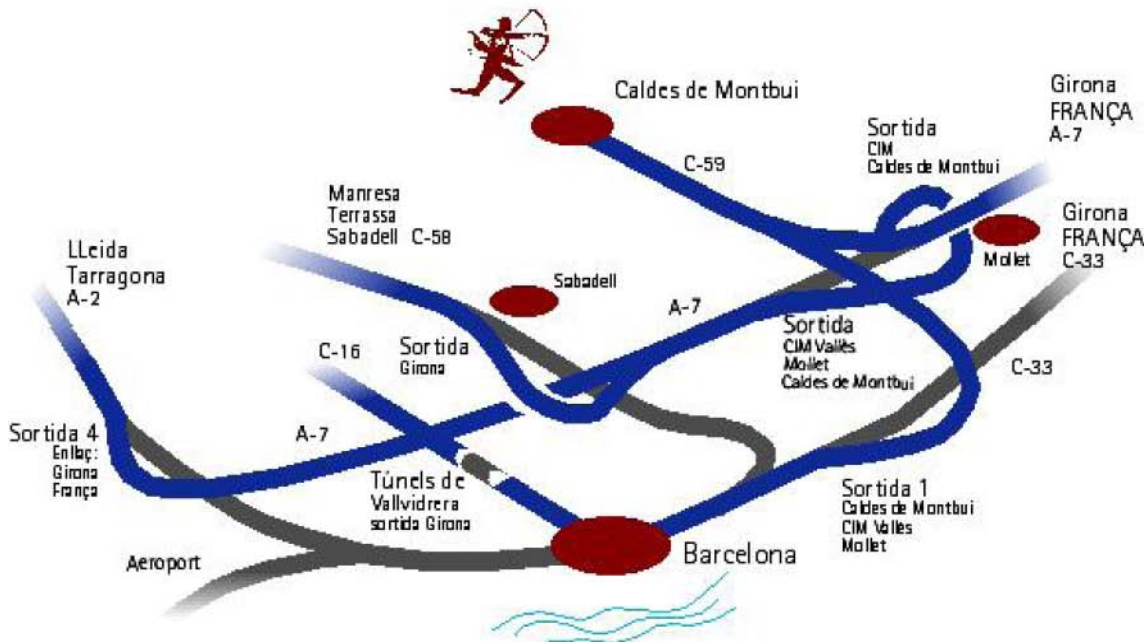 Caldes de Montbui
Girona
FRANÇA
A-7
Sortida
CIM
Caldes de Montbui
C-59
Manresa
Terrassa
Sabadell C-58
Girona
FRANÇA
C-33
Mollet
LLeida
Tarragona
A-2
Sabadell
A-7
Sortida
Girona
C-16
Sortida
CIM Vallès
Mollet
Caldes de Montbui
C-33
Sortida 4
Enllaç:
Girona
França
A-7
Túnels de
Vallvidrera
sortida Girona
Sortida 1
Caldes de Montbui
CIM Valles
Mollet
Aeroport
Barcelona